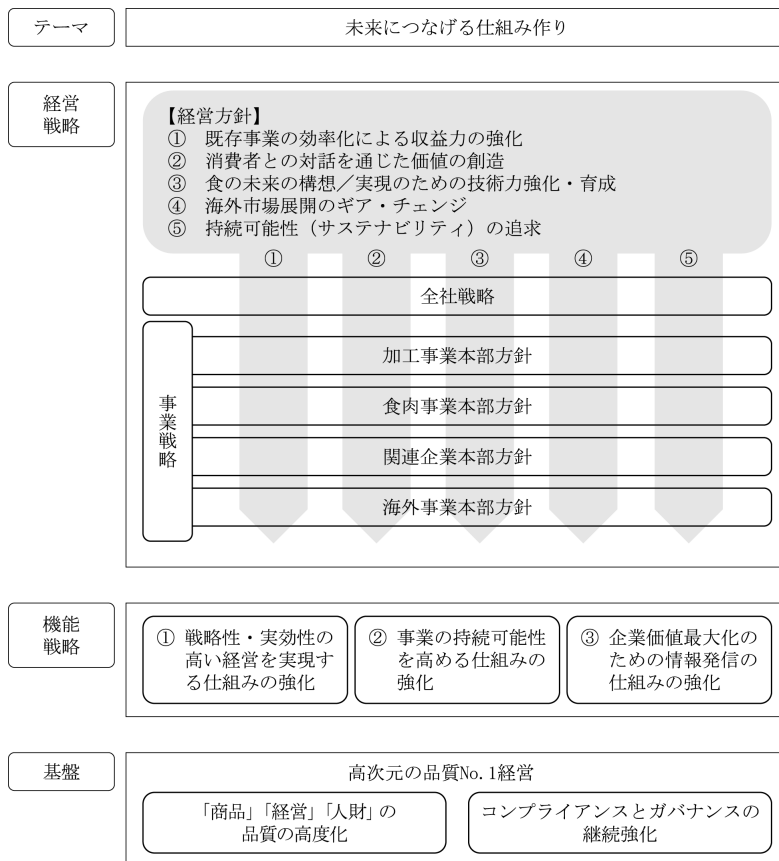 テーマ
未来につなげる仕組み作り
経営
戦略
【経営方針】
① 既存事業の効率化による収益力の強化
② 消費者との対話を通じた価値の創造
③ 食の未来の構想／実現のための技術力強化・育成
④ 海外市場展開のギア・チェンジ
⑤ 持続可能性（サステナビリティ）の追求
① ② ③ ④ ⑤
全社戦略
事業戦略
加工事業本部方針
食肉事業本部方針
関連企業本部方針
海外事業本部方針
機能
戦略
① 戦略性・実効性の
高い経営を実現す
る仕組みの強化
② 事業の持続可能性
を高める仕組みの
強化
③ 企業価値最大化の
ための情報発信の
仕組みの強化
基盤
高次元の品質No.1経営
「商品」「経営」「人財」の
品質の高度化
コンプライアンスとガバナンスの
継続強化